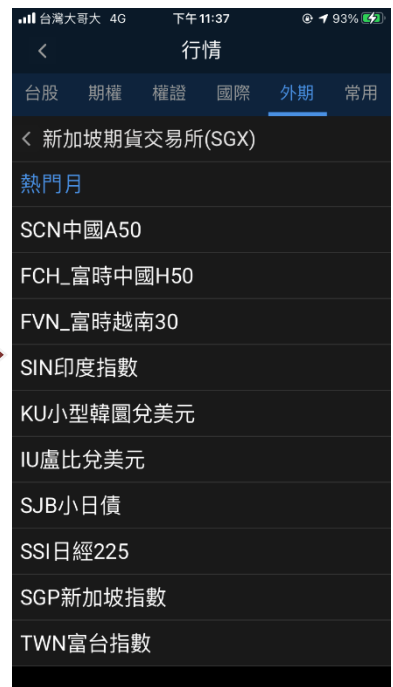 台灣大哥大 4G 下午11:37 93%
行情
台股 期權 權證 國際 外期 常用
新加坡期貨交易所(SGX)
熱門月
SCN中國A50
FCH_富時中國H50
FVN_富時越南30
SIN印度指數
KU小型韓圜兌美元
IU盧比兌美元
SJB小日債
SSI日經225
SGP新加坡指數
TWN富台指數